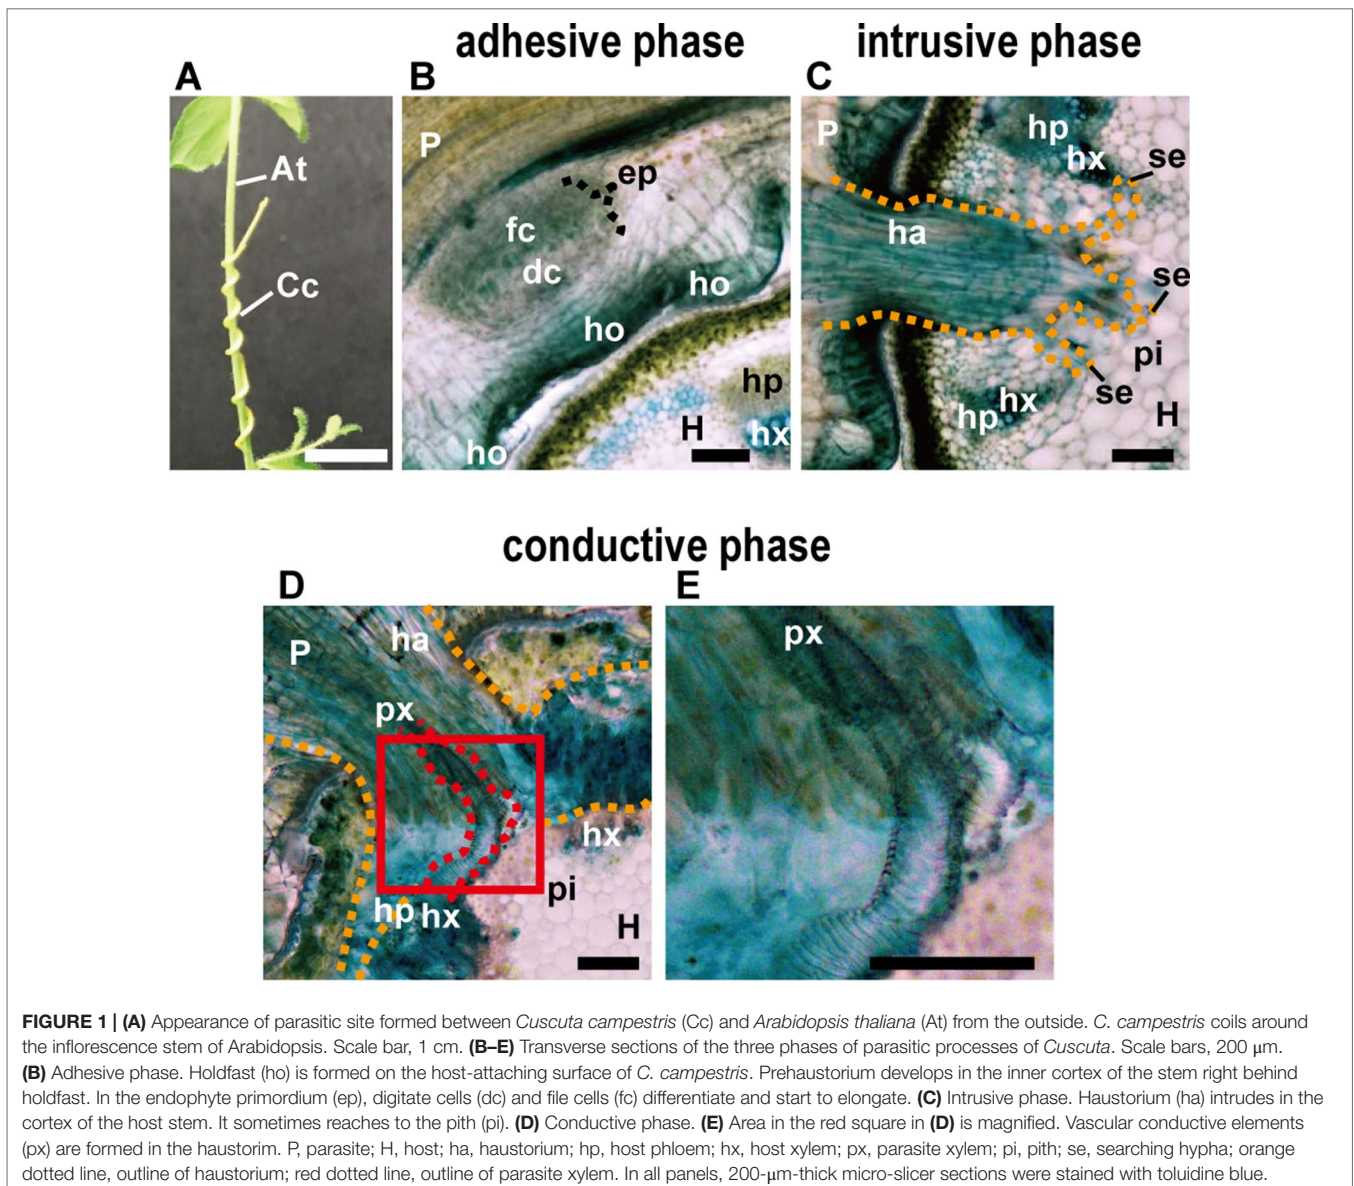 adhesive phase
intrusive phase
A
B
C
At
Cc
P
ep
fc
dc
ho
ho
ho
hp
H
hx
P
hp
hx
se
ha
se
pi
se
hx
hp
H
conductive phase
D
E
P
ha
px
hx
pi
hp
hx
H
px
FIGURE 1 | (A) Appearance of parasitic site formed between Cuscuta campestris (Cc) and Arabidopsis thaliana (At) from the outside. C. campestris coils around
the inflorescence stem of Arabidopsis. Scale bar, 1 cm. (B–E) Transverse sections of the three phases of parasitic processes of Cuscuta. Scale bars, 200 μm.
(B) Adhesive phase. Holdfast (ho) is formed on the host-attaching surface of C. campestris. Prehaustorium develops in the inner cortex of the stem right behind
holdfast. In the endophyte primordium (ep), digitate cells (dc) and file cells (fc) differentiate and start to elongate. (C) Intrusive phase. Haustorium (ha) intrudes in the
cortex of the host stem. It sometimes reaches to the pith (pi). (D) Conductive phase. (E) Area in the red square in (D) is magnified. Vascular conductive elements
(px) are formed in the haustorim. P, parasite; H, host; ha, haustorium; hp, host phloem; hx, host xylem; px, parasite xylem; pi, pith; se, searching hypha; orange
dotted line, outline of haustorium; red dotted line, outline of parasite xylem. In all panels, 200-μm-thick micro-slicer sections were stained with toluidine blue.